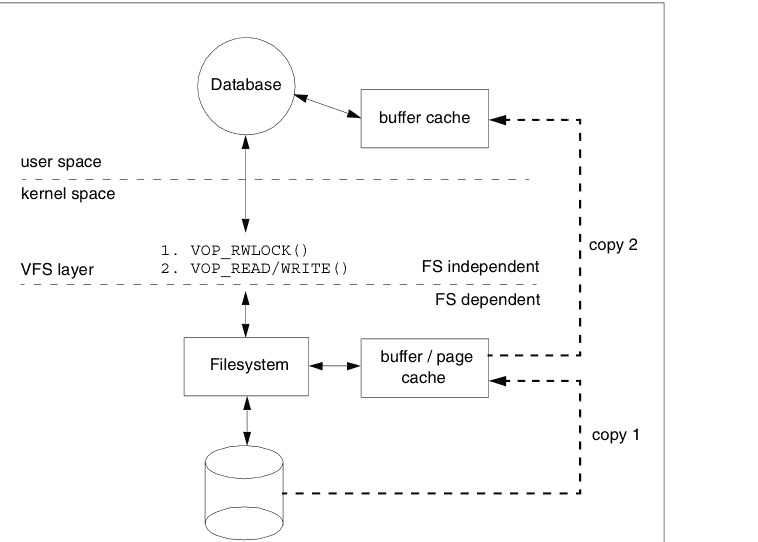 Database
buffer cache
user space
kernel space
copy 2
1. VOP_RWLOCK()
2. VOP_READ/WRITE()
VFS layer
FS independent
FS dependent
Filesystem
buffer / page
cache
copy 1